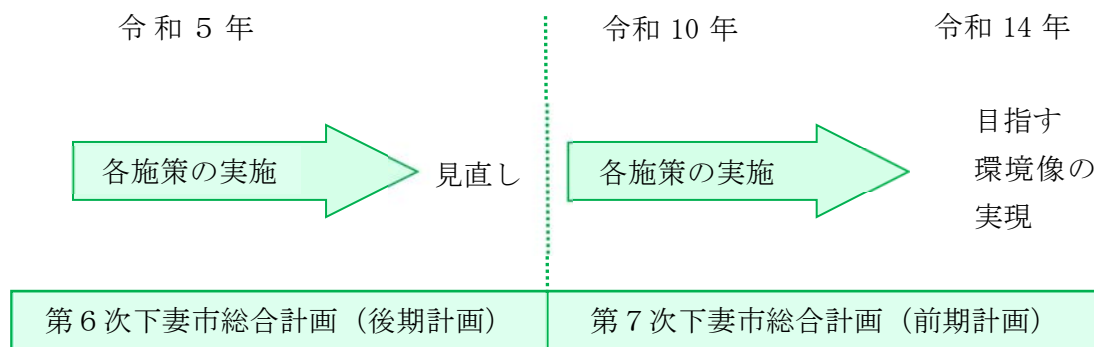 令和５年
令和 10 年
令和 14 年
各施策の実施
見直し
各施策の実施
目指す
環境像の
実現
第６次下妻市総合計画（後期計画）
第７次下妻市総合計画（前期計画）